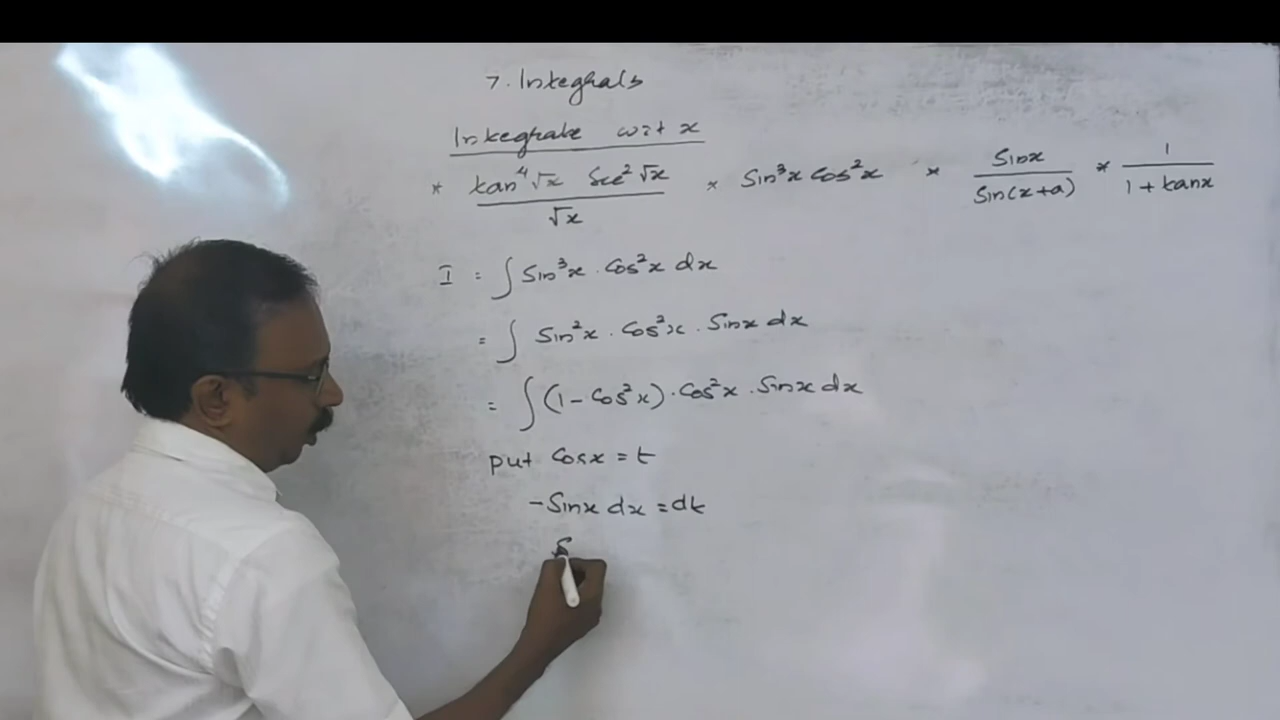 7. Integrals
Integrate w.r.t x
* tan⁴√x Sec²√x / √x * Sin³x Cos²x * Sinx / Sin(x+a) * 1 / 1 + tanx
I = ∫ Sin³x . Cos²x dx
= ∫ Sin²x . Cos²x . Sinx dx
= ∫ (1 - Cos²x) . Cos²x . Sinx dx
put Cosx = t
-Sinx dx = dt
S